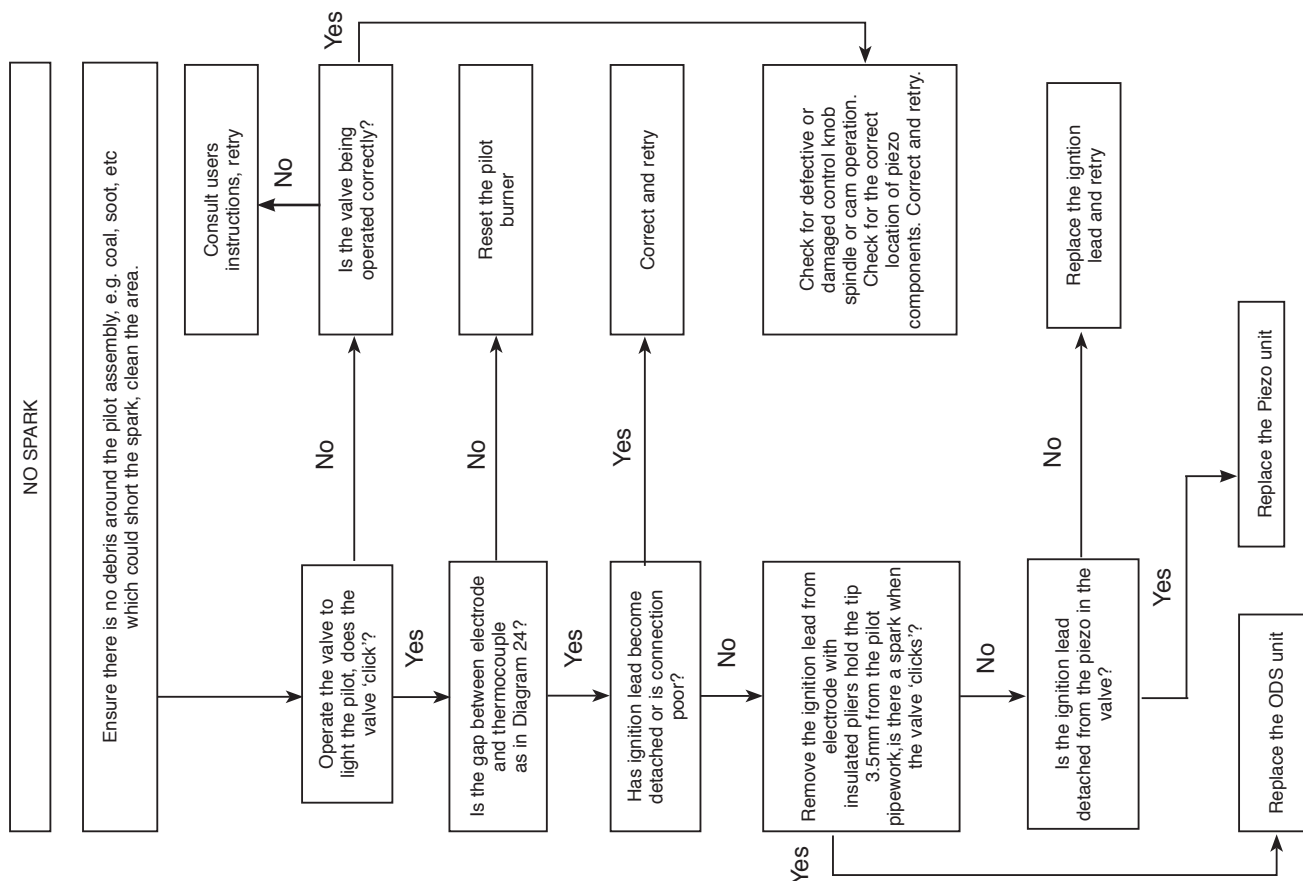 NO SPARK
Ensure there is no debris around the pilot assembly, e.g. coal, soot, etc
which could short the spark, clean the area.
Operate the valve to
light the pilot, does the
valve ‘click’?
No
Is the valve being
operated correctly?
No
Consult users
instructions, retry
Yes
Check for defective or
damaged control knob
spindle or cam operation.
Check for the correct
location of piezo
components. Correct and retry.
Yes
Is the gap between electrode
and thermocouple
as in Diagram 24?
No
Reset the pilot
burner
Yes
Has ignition lead become
detached or is connection
poor?
Yes
Correct and retry
No
Remove the ignition lead from
electrode with
insulated pliers hold the tip
3.5mm from the pilot
pipework,is there a spark when
the valve ‘clicks’?
No
Is the ignition lead
detached from the piezo in the
valve?
No
Replace the igntion
lead and retry
Yes
Replace the Piezo unit
Yes
Replace the ODS unit